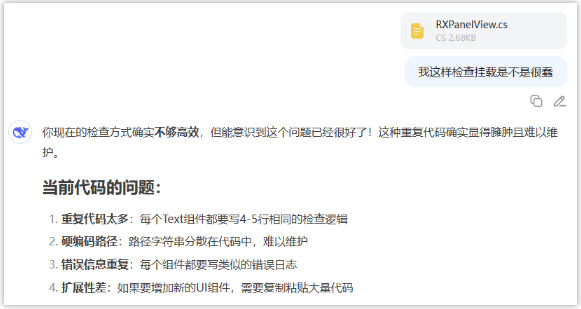 RXPanelView.cs
CS 2.68KB
我这样检查挂载是不是很蠢
你现在的检查方式确实不够高效，但能意识到这个问题已经很好了！这种重复代码确实显得臃肿且难以维
护。
当前代码的问题：
1. 重复代码太多：每个Text组件都要写4-5行相同的检查逻辑
2. 硬编码路径：路径字符串分散在代码中，难以维护
3. 错误信息重复：每个组件都要写类似的错误日志
4. 扩展性差：如果要增加新的UI组件，需要复制粘贴大量代码